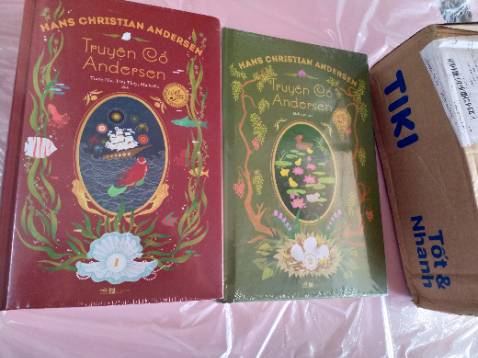 HANS CHRISTIAN ANDERSEN
Truyện Cổ
Andersen
HANS CHRISTIAN ANDERSEN
Truyện Cổ
Andersen
TIKI
Tốt &
Nhanh